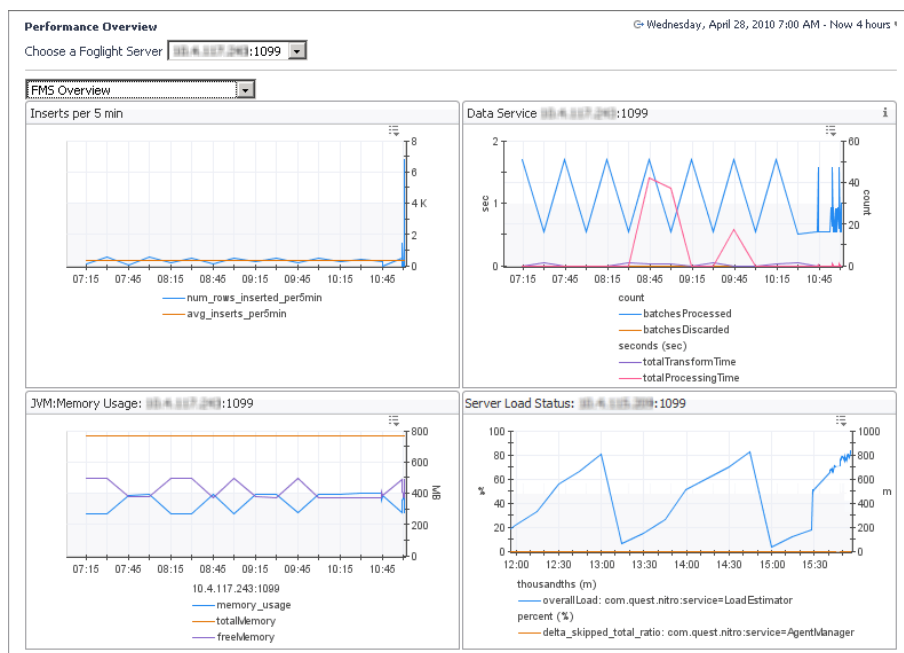 Performance Overview
Wednesday, April 28, 2010 7:00 AM - Now 4 hours
Choose a Foglight Server :1099
FMS Overview
Inserts per 5 min
8
4 K
0
07:15 07:45 08:15 08:45 09:15 09:45 10:15 10:45
num_rows_inserted_per5min
avg_inserts_per5min
Data Service :1099
i
2
1
0
sec
60
40
20
0
count
07:15 07:45 08:15 08:45 09:15 09:45 10:15 10:45
count
batchesProcessed
batchesDiscarded
seconds (sec)
totalTransformTime
totalProcessingTime
JVM:Memory Usage: :1099
800
600
400
200
0
MB
07:15 07:45 08:15 08:45 09:15 09:45 10:15 10:45
10.4.117.243:1099
memory_usage
totalMemory
freeMemory
Server Load Status: :1099
100
80
60
40
20
0
%
1000
800
600
400
200
0
m
12:00 12:30 13:00 13:30 14:00 14:30 15:00 15:30
thousandths (m)
overallLoad: com.quest.nitro:service=LoadEstimator
percent (%)
delta_skipped_total_ratio: com.quest.nitro:service=AgentManager